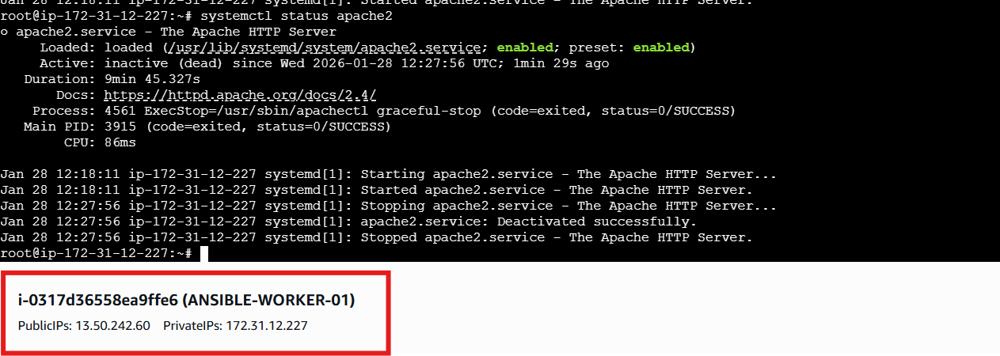 Jan 28 12:18:11 ip-172-31-12-227 systemd[1]: Started apache2.service - The Apache HTTP Server.
root@ip-172-31-12-227:~# systemctl status apache2
○ apache2.service - The Apache HTTP Server
     Loaded: loaded (/usr/lib/systemd/system/apache2.service; enabled; preset: enabled)
     Active: inactive (dead) since Wed 2026-01-28 12:27:56 UTC; 1min 29s ago
   Duration: 9min 45.327s
       Docs: https://httpd.apache.org/docs/2.4/
    Process: 4561 ExecStop=/usr/sbin/apachectl graceful-stop (code=exited, status=0/SUCCESS)
   Main PID: 3915 (code=exited, status=0/SUCCESS)
        CPU: 86ms
Jan 28 12:18:11 ip-172-31-12-227 systemd[1]: Starting apache2.service - The Apache HTTP Server...
Jan 28 12:18:11 ip-172-31-12-227 systemd[1]: Started apache2.service - The Apache HTTP Server.
Jan 28 12:27:56 ip-172-31-12-227 systemd[1]: Stopping apache2.service - The Apache HTTP Server...
Jan 28 12:27:56 ip-172-31-12-227 systemd[1]: apache2.service: Deactivated successfully.
Jan 28 12:27:56 ip-172-31-12-227 systemd[1]: Stopped apache2.service - The Apache HTTP Server.
root@ip-172-31-12-227:~#
i-0317d36558ea9ffe6 (ANSIBLE-WORKER-01)
PublicIPs: 13.50.242.60 PrivateIPs: 172.31.12.227